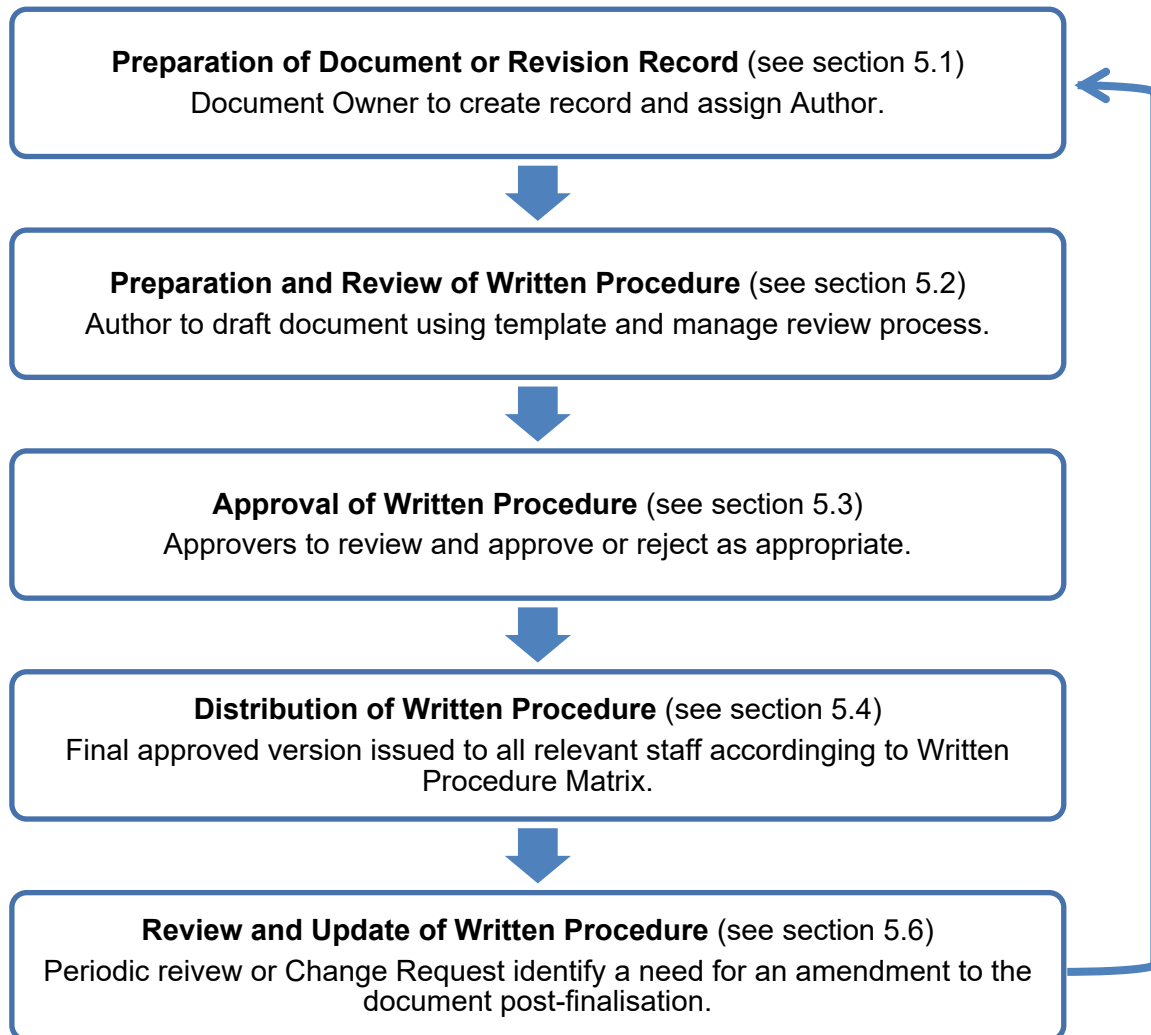 Preparation of Document or Revision Record (see section 5.1)
Document Owner to create record and assign Author.
Preparation and Review of Written Procedure (see section 5.2)
Author to draft document using template and manage review process.
Approval of Written Procedure (see section 5.3)
Approvers to review and approve or reject as appropriate.
Distribution of Written Procedure (see section 5.4)
Final approved version issued to all relevant staff accordinging to Written
Procedure Matrix.
Review and Update of Written Procedure (see section 5.6)
Periodic reivew or Change Request identify a need for an amendment to the
document post-finalisation.